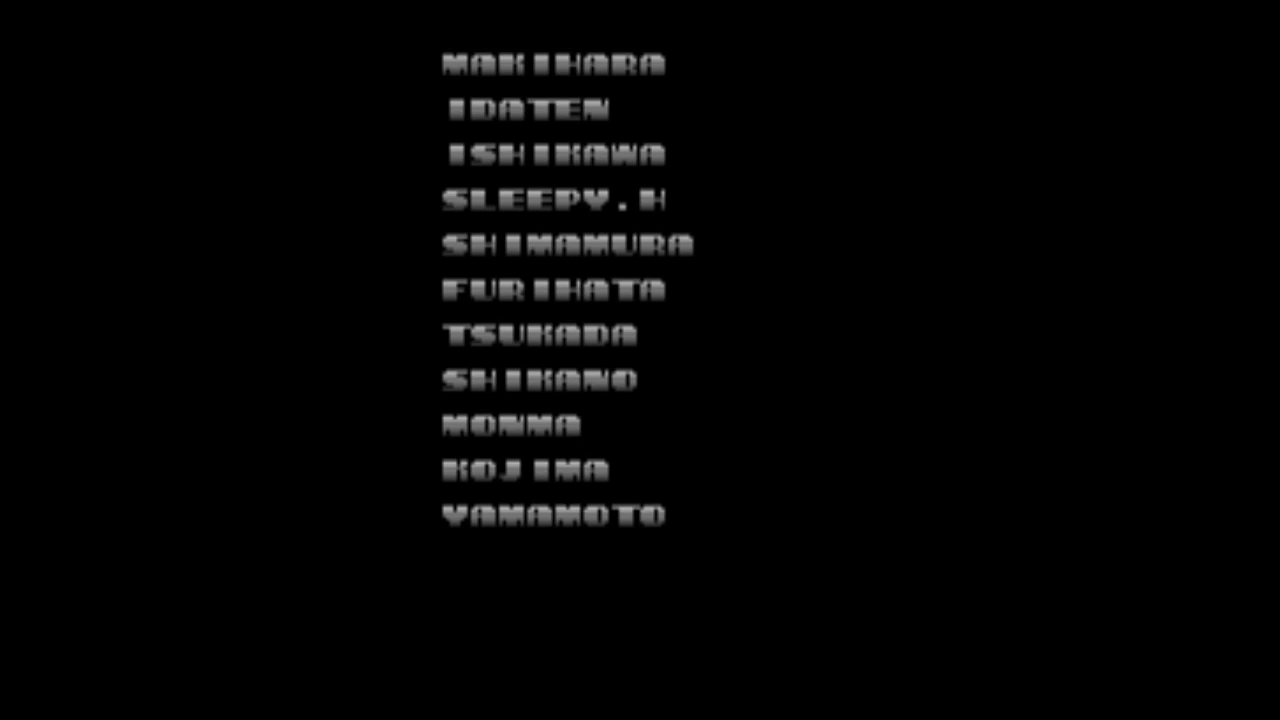 MAKIHARA
IDATEN
ISHIKAWA
SLEEPY.H
SHIMAMURA
FURIHATA
TSUKADA
SHIKANO
MONMA
KOJIMA
YAMAMOTO